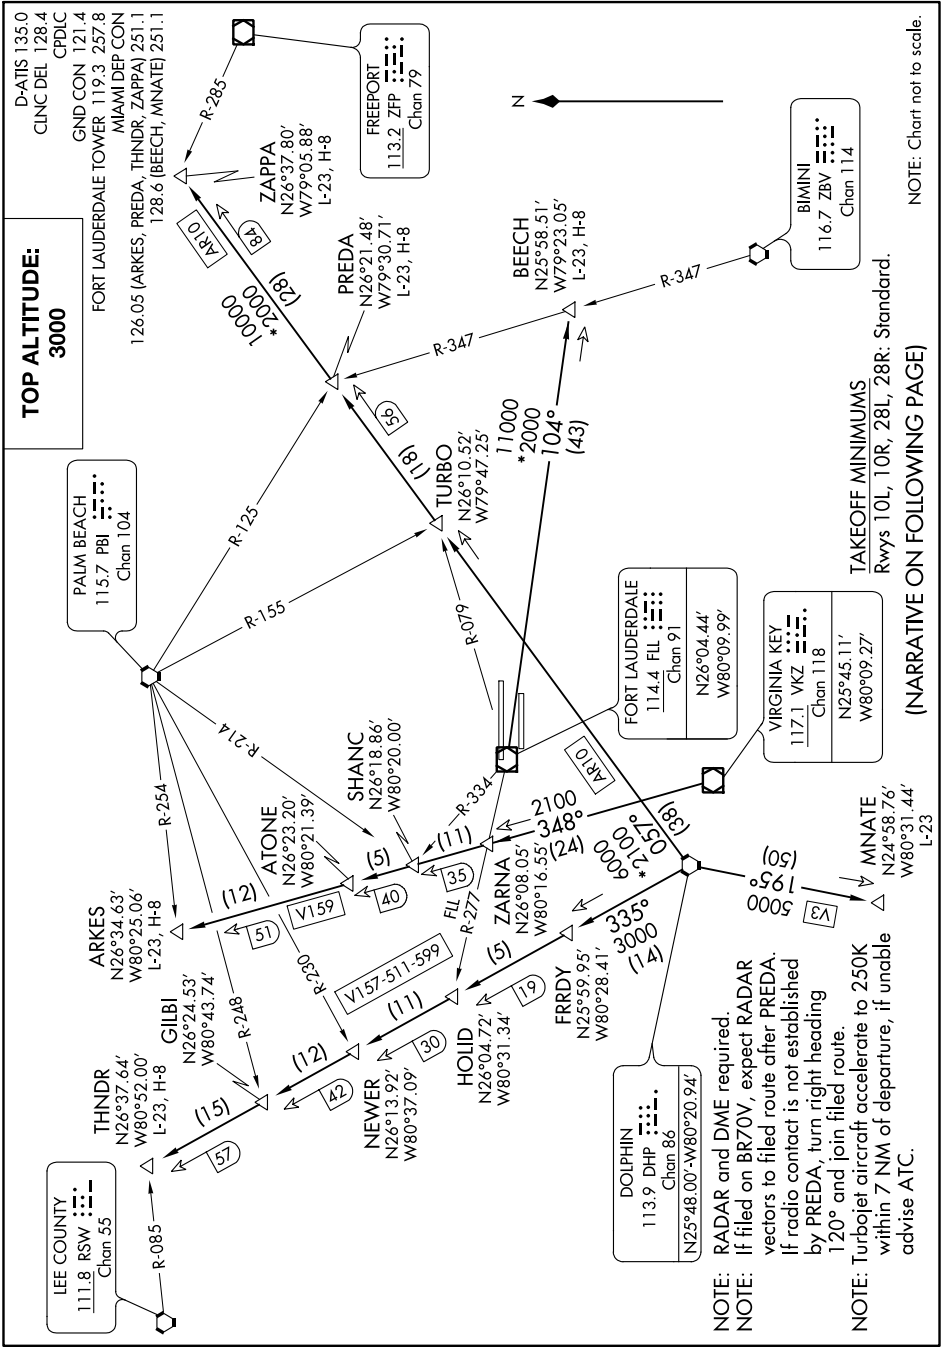 D-ATIS 135.0
CLNC DEL 128.4
CPDLC
GND CON 121.4
FORT LAUDERDALE TOWER 119.3 257.8
MIAMI DEP CON
126.05 (ARKES, PREDA, THNDR, ZAPPA) 251.1
128.6 (BEECH, MNATE) 251.1
TOP ALTITUDE:
3000
FREEPORT
113.2 ZFP
Chan 79
R-285
ZAPPA
N26°37.80'
W79°05.88'
L-23, H-8
AR10
84
(28)
10000
*2000
PREDA
N26°21.48'
W79°30.71'
L-23, H-8
N
BIMINI
116.7 ZBV
Chan 114
R-347
R-347
BEECH
N25°58.51'
W79°23.05'
L-23, H-8
NOTE: Chart not to scale.
PALM BEACH
115.7 PBI
Chan 104
R-125
R-155
R-214
R-254
R-248
R-230
56
(18)
TURBO
N26°10.52'
W79°47.25'
R-079
11000
*2000
104°
(43)
FORT LAUDERDALE
114.4 FLL
Chan 91
N26°04.44'
W80°09.99'
VIRGINIA KEY
117.1 VKZ
Chan 118
N25°45.11'
W80°09.27'
TAKEOFF MINIMUMS
Rwys 10L, 10R, 28L, 28R: Standard.
(NARRATIVE ON FOLLOWING PAGE)
ARKES
N26°34.63'
W80°25.06'
L-23, H-8
51
(12)
V159
ATONE
N26°23.20'
W80°21.39'
40
(5)
SHANC
N26°18.86'
W80°20.00'
35
(11)
R-334
ZARNA
N26°08.05'
W80°16.55'
2100
348°
(24)
FLL
R-277
AR10
6000
*2100
057°
(38)
THNDR
N26°37.64'
W80°52.00'
L-23, H-8
57
(15)
GILBI
N26°24.53'
W80°43.74'
42
(12)
NEWER
N26°13.92'
W80°37.09'
30
(11)
V157-511-599
HOLID
N26°04.72'
W80°31.34'
19
(5)
FRRDY
N25°59.95'
W80°28.41'
335°
3000
(14)
5000
195°
(50)
V3
MNATE
N24°58.76'
W80°31.44'
L-23
LEE COUNTY
111.8 RSW
Chan 55
R-085
DOLPHIN
113.9 DHP
Chan 86
N25°48.00'-W80°20.94'
NOTE: RADAR and DME required.
NOTE: If filed on BR70V, expect RADAR
vectors to filed route after PREDA.
If radio contact is not established
by PREDA, turn right heading
120° and join filed route.
NOTE: Turbojet aircraft accelerate to 250K
within 7 NM of departure, if unable
advise ATC.